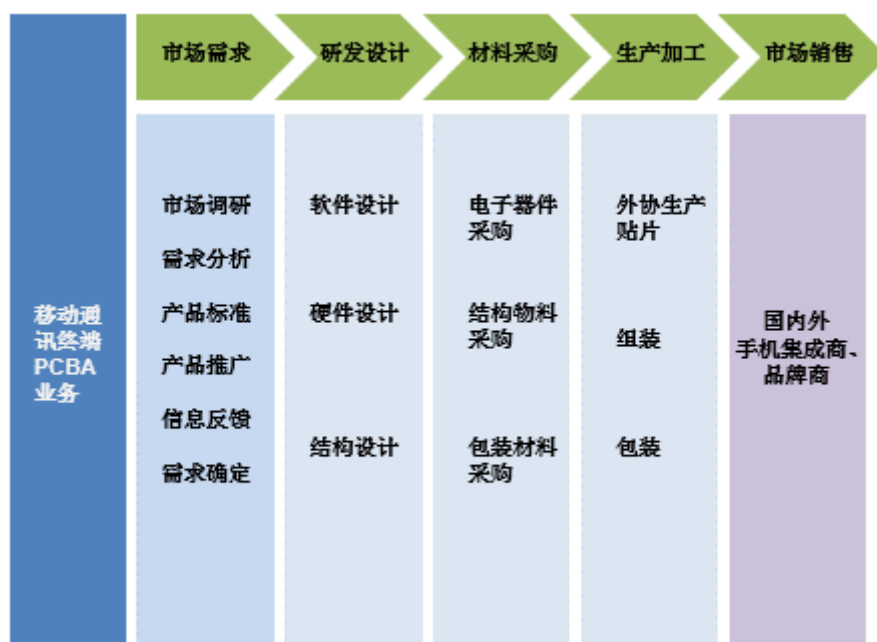 市场需求
研发设计
材料采购
生产加工
市场销售
移动通
讯终端
PCBA
业务
市场调研
需求分析
产品标准
产品推广
信息反馈
需求确定
软件设计
硬件设计
结构设计
电子器件
采购
结构物料
采购
包装材料
采购
外协生产
贴片
组装
包装
国内外
手机集成商、
品牌商